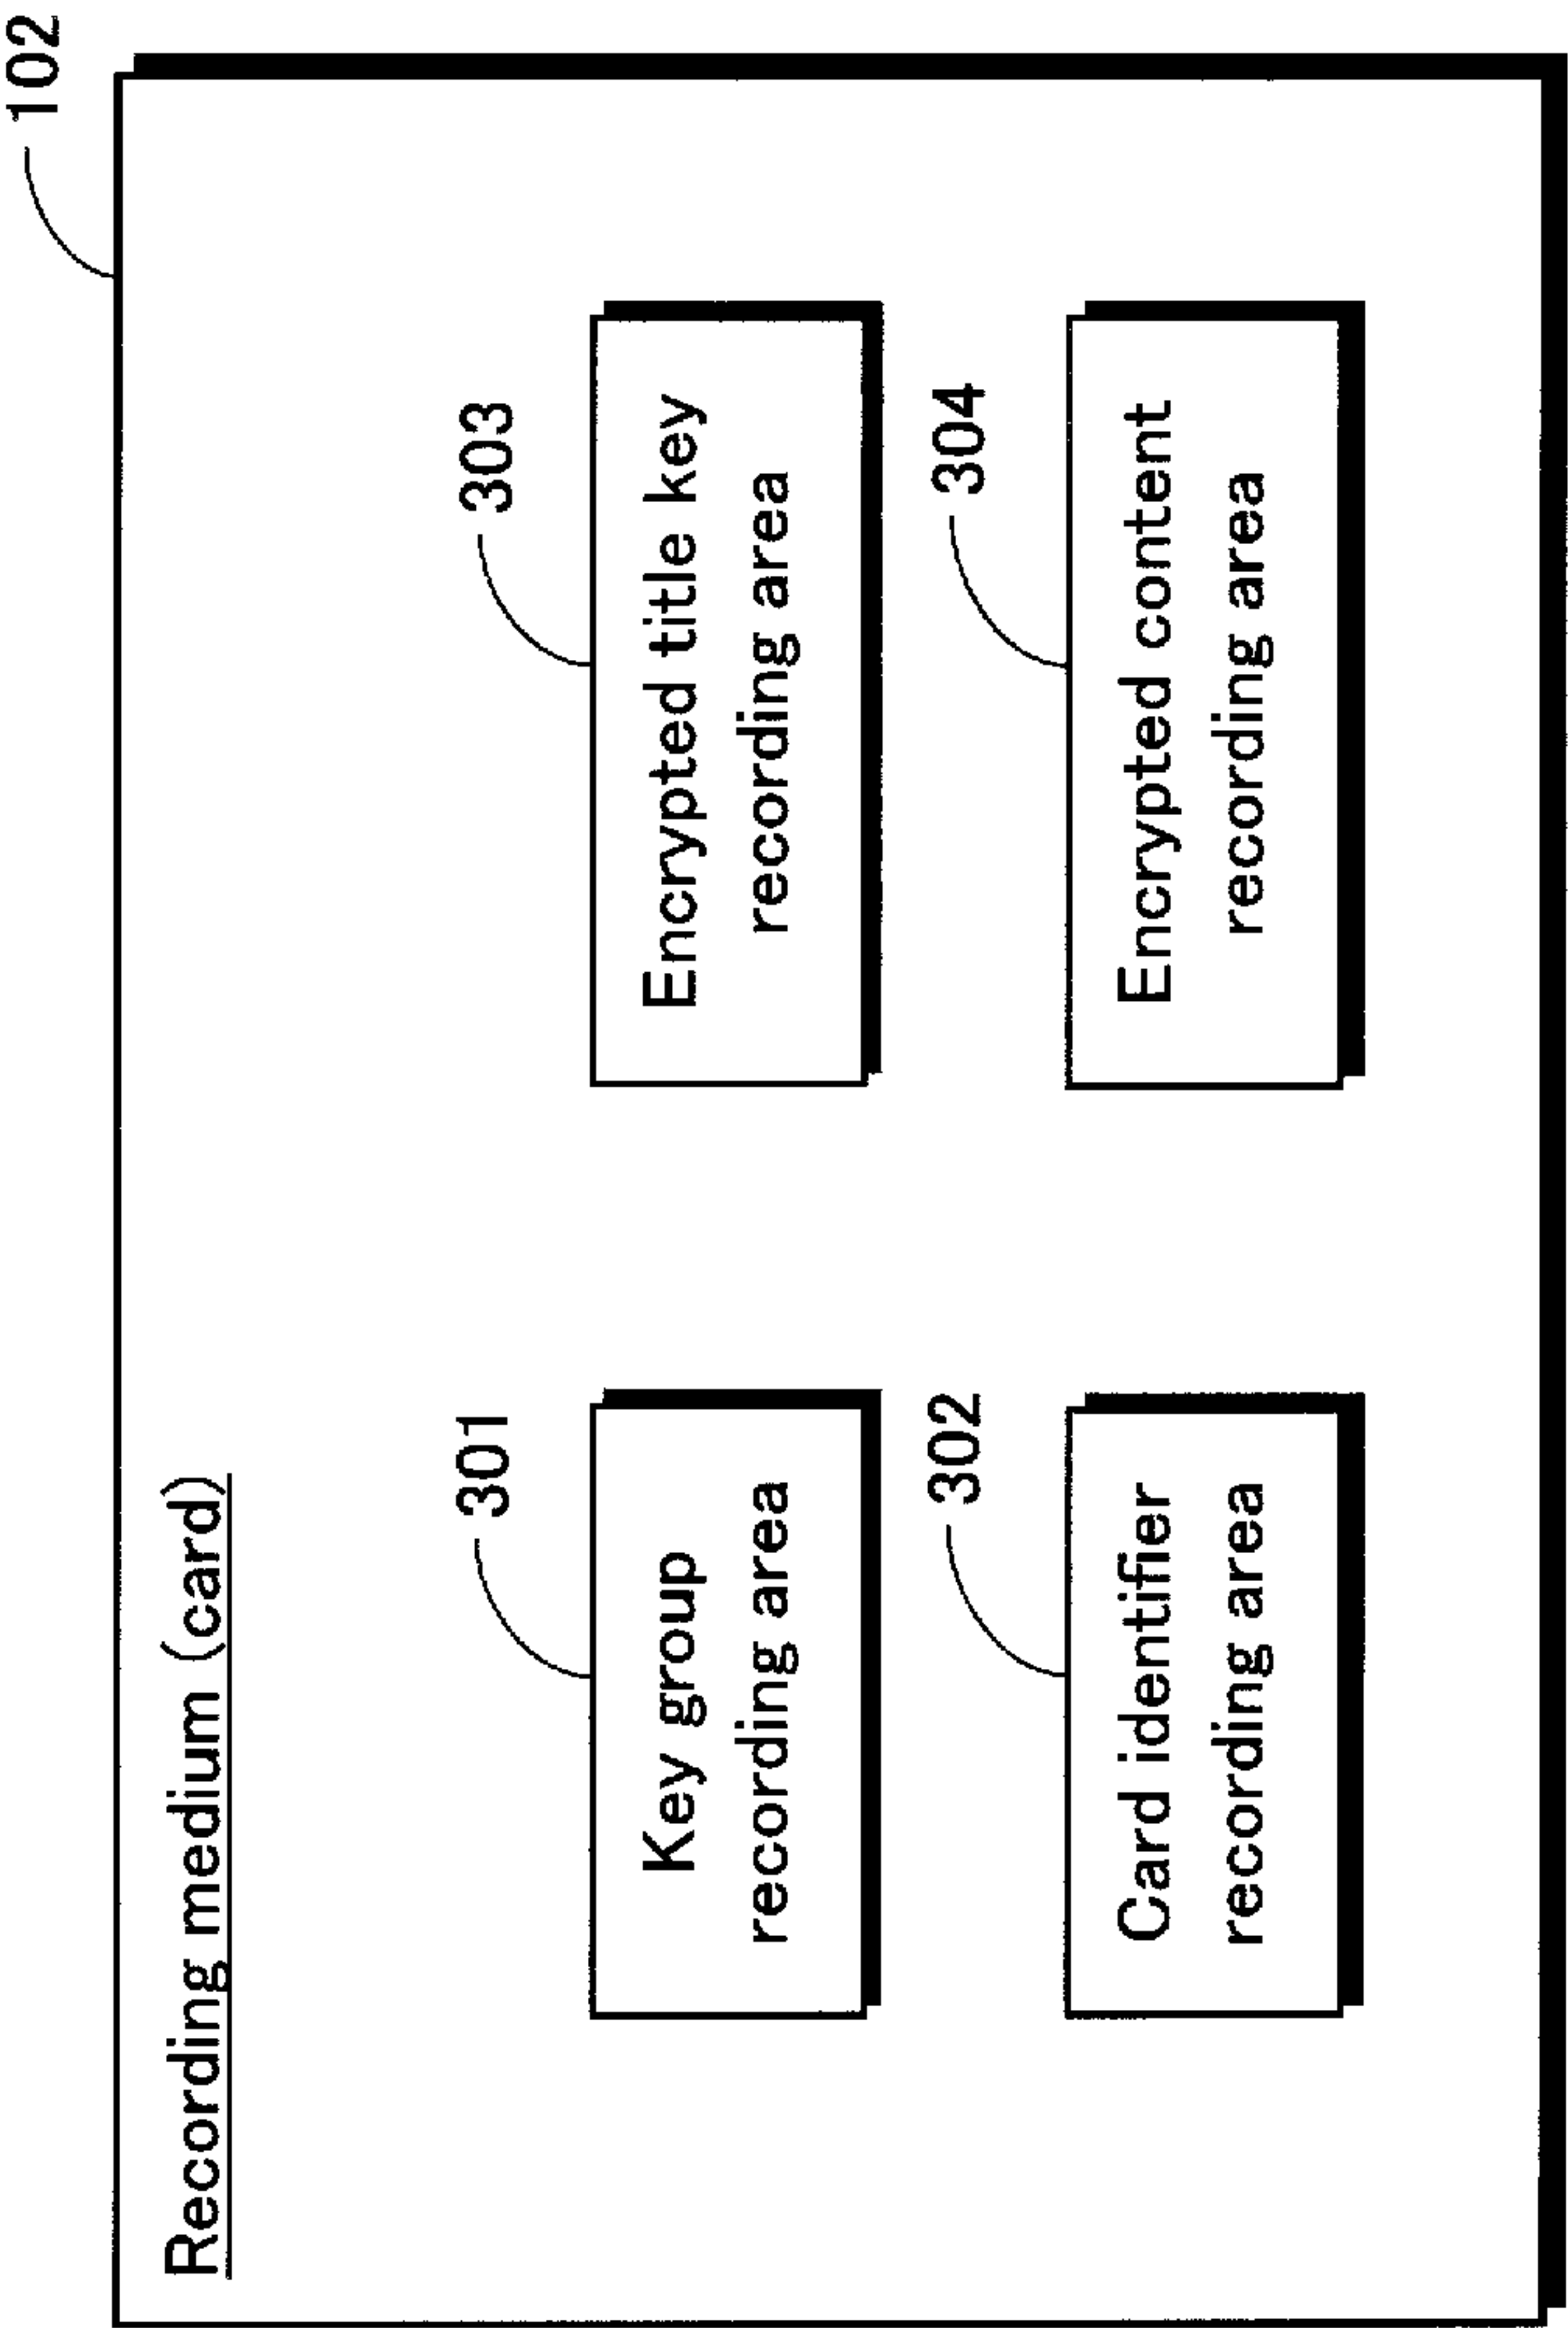 102
Recording medium (card)
301
Key group
recording area
303
Encrypted title key
recording area
302
Card identifier
recording area
304
Encrypted content
recording area